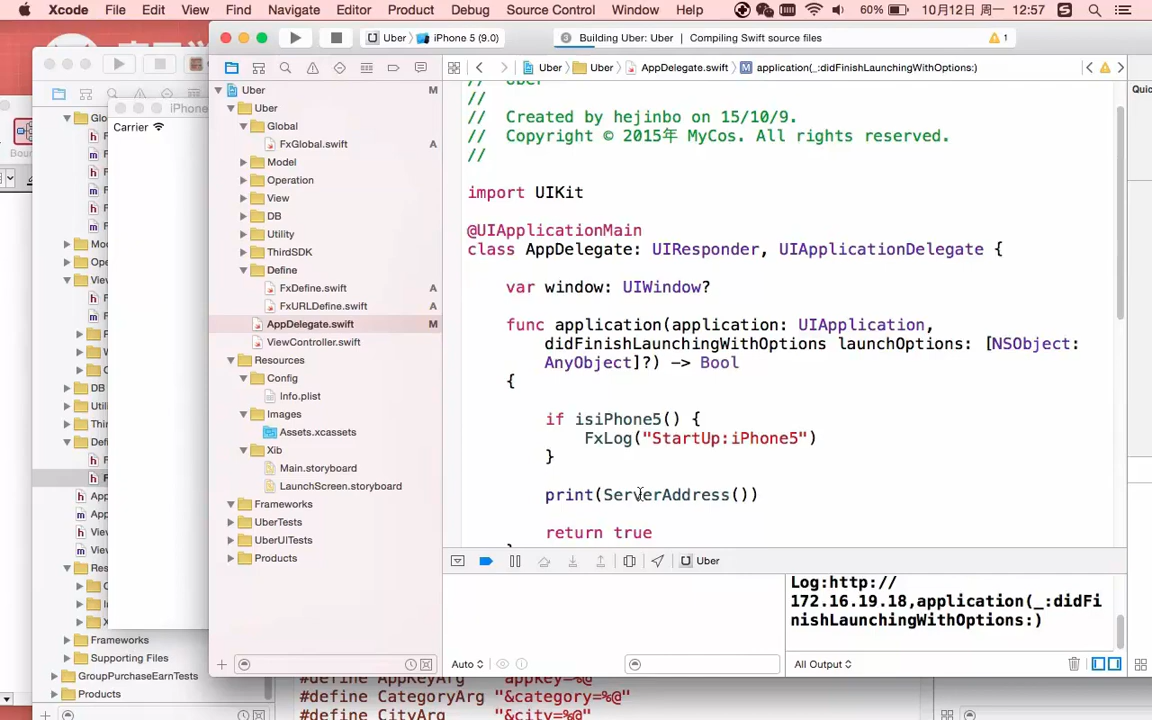 Xcode File Edit View Find Navigate Editor Product Debug Source Control Window Help 60% 10月12日 周一 12:57
Uber iPhone 5 (9.0) Building Uber: Uber | Compiling Swift source files 1
Uber Uber AppDelegate.swift M application(_:didFinishLaunchingWithOptions:)
Quic
iPhone
Carrier
Uber M
Uber
Global
FxGlobal.swift A
Model
Operation
View
DB
Utility
ThirdSDK
Define
FxDefine.swift A
FxURLDefine.swift A
AppDelegate.swift M
ViewController.swift
Resources
Config
Info.plist
Images
Assets.xcassets
Xib
Main.storyboard
LaunchScreen.storyboard
Frameworks
UberTests
UberUITests
Products
// Uber
//
// Created by hejinbo on 15/10/9.
// Copyright © 2015年 MyCos. All rights reserved.
//
import UIKit
@UIApplicationMain
class AppDelegate: UIResponder, UIApplicationDelegate {
var window: UIWindow?
func application(application: UIApplication,
didFinishLaunchingWithOptions launchOptions: [NSObject:
AnyObject]?) -> Bool
{
if isiPhone5() {
FxLog("StartUp:iPhone5")
}
print(ServerAddress())
return true
Uber
Log:http://
172.16.19.18,application(_:didFi
nishLaunchingWithOptions:)
Auto
All Output
Frameworks
Supporting Files
GroupPurchaseEarnTests
Products
#define AppKeyArg "appkey=%@"
#define CategoryArg "&category=%@"
#define CityArg "&city=%@"